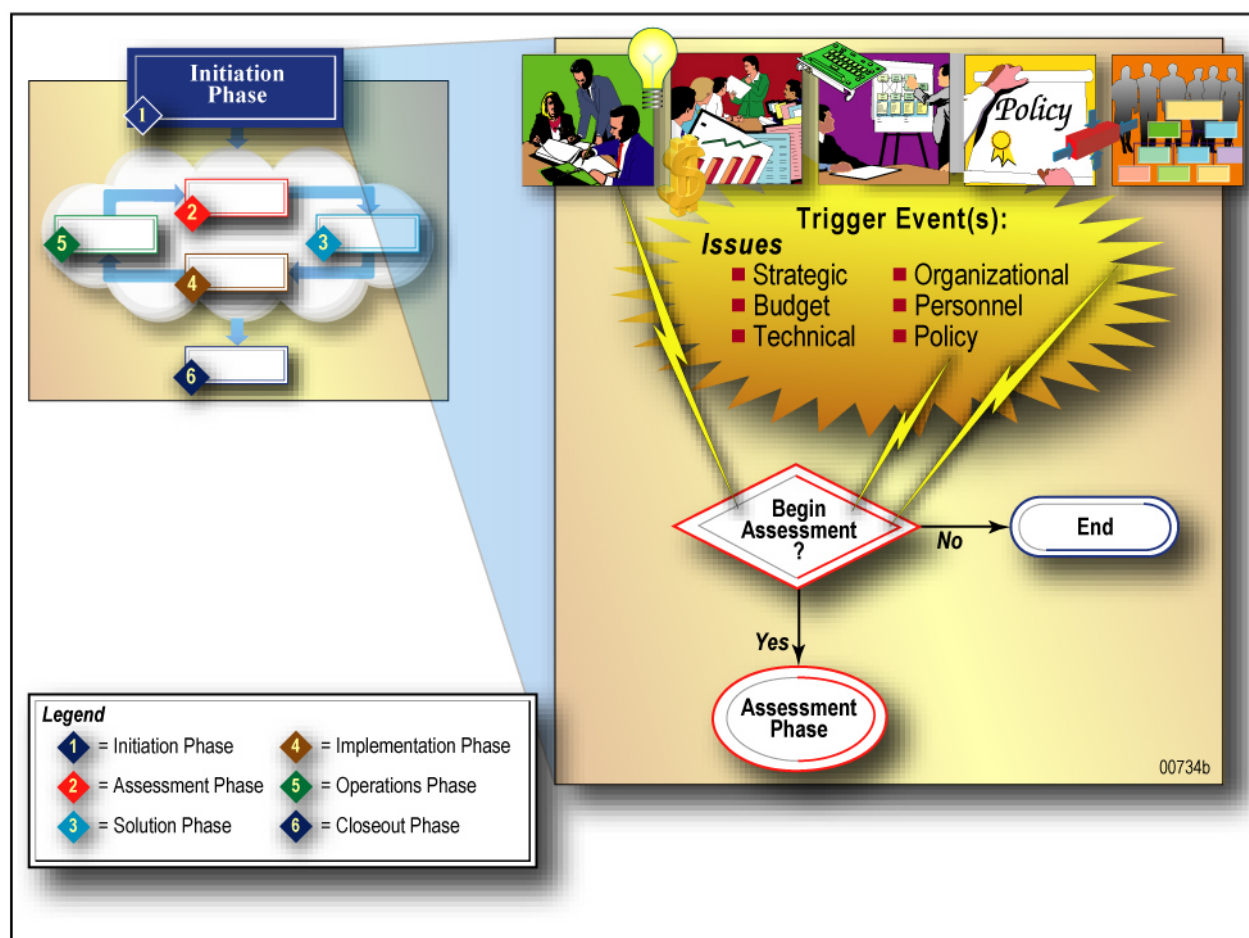 Initiation
Phase
1
2
5
3
4
6
Policy
$
Trigger Event(s):
Issues
■ Strategic
■ Budget
■ Technical
■ Organizational
■ Personnel
■ Policy
Begin
Assessment
?
No
End
Yes
Assessment
Phase
00734b
Legend
1 = Initiation Phase
2 = Assessment Phase
3 = Solution Phase
4 = Implementation Phase
5 = Operations Phase
6 = Closeout Phase